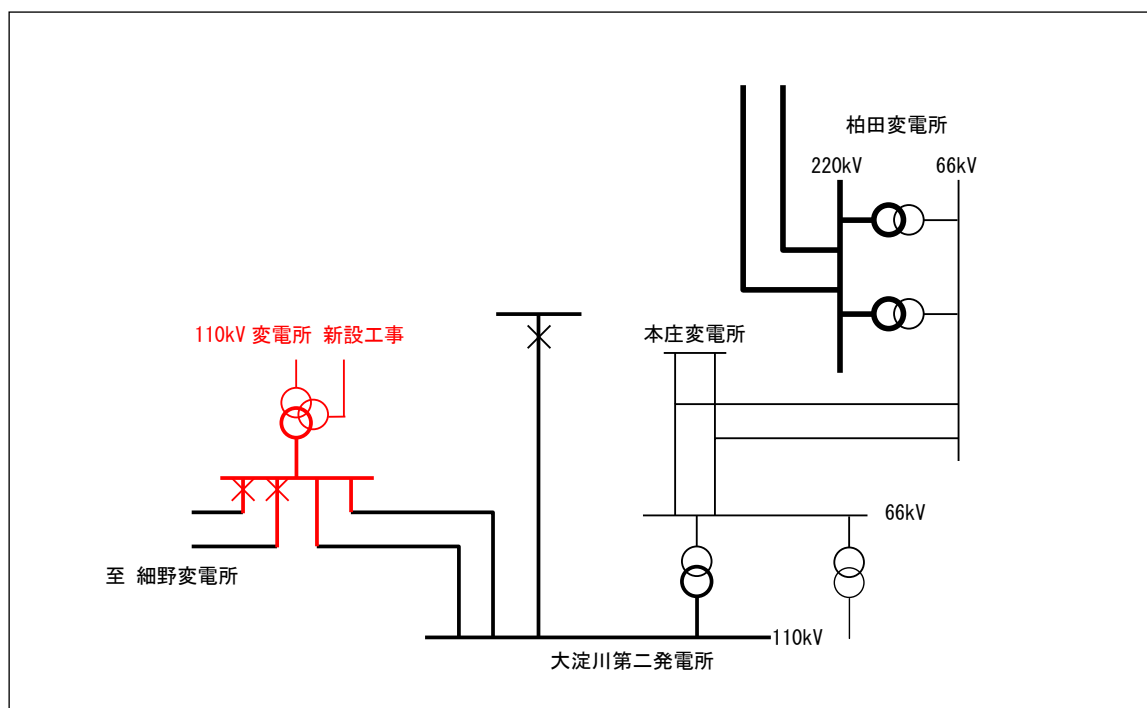 柏田変電所
220kV
66kV
110kV 変電所 新設工事
本庄変電所
66kV
至 細野変電所
110kV
大淀川第二発電所